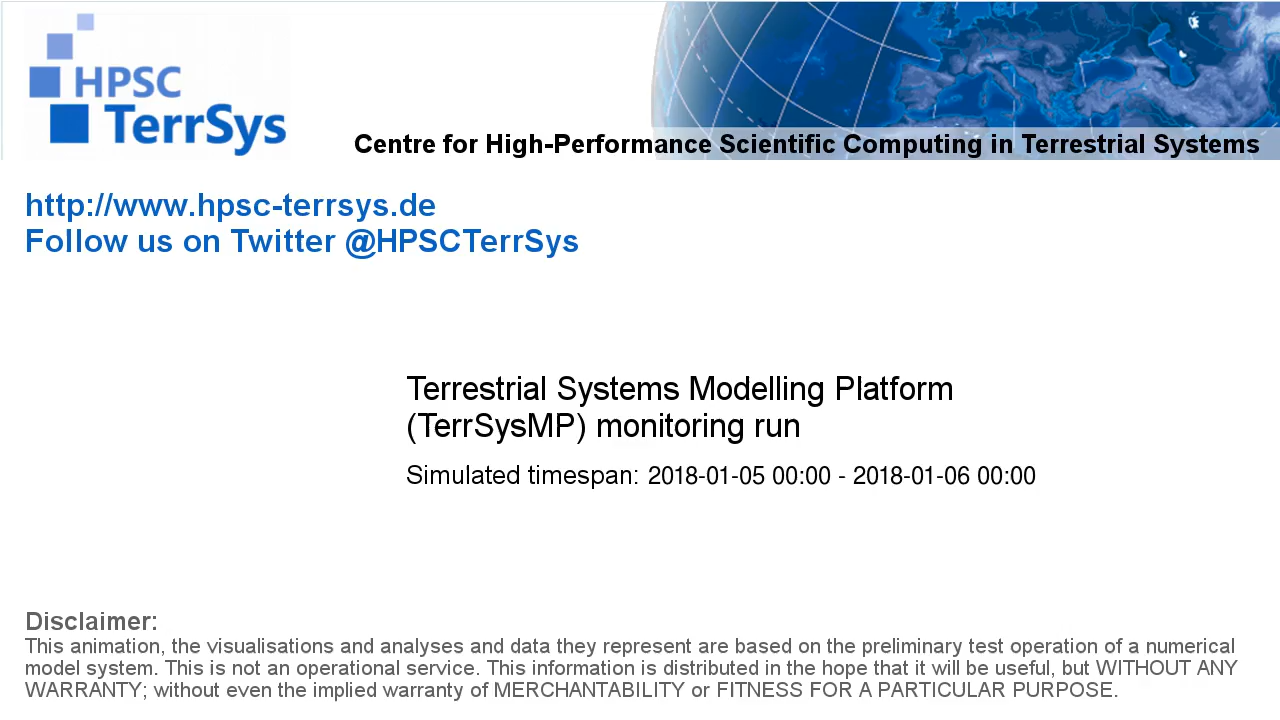 HPSC
TerrSys
Centre for High-Performance Scientific Computing in Terrestrial Systems
http://www.hpsc-terrsys.de
Follow us on Twitter @HPSCTerrSys
Terrestrial Systems Modelling Platform
(TerrSysMP) monitoring run
Simulated timespan: 2018-01-05 00:00 - 2018-01-06 00:00
Disclaimer:
This animation, the visualisations and analyses and data they represent are based on the preliminary test operation of a numerical
model system. This is not an operational service. This information is distributed in the hope that it will be useful, but WITHOUT ANY
WARRANTY; without even the implied warranty of MERCHANTABILITY or FITNESS FOR A PARTICULAR PURPOSE.